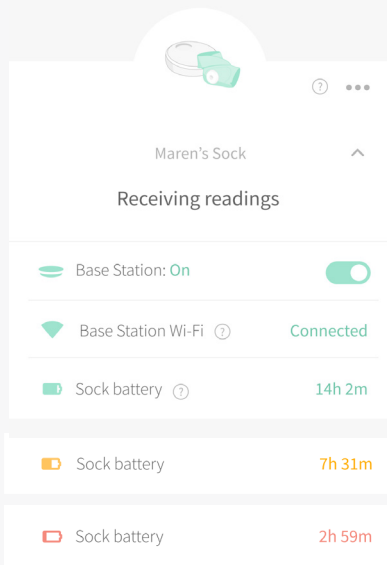 ?
Maren's Sock
Receiving readings
Base Station: On
Base Station Wi-Fi ? Connected
Sock battery ? 14h 2m
Sock battery 7h 31m
Sock battery 2h 59m